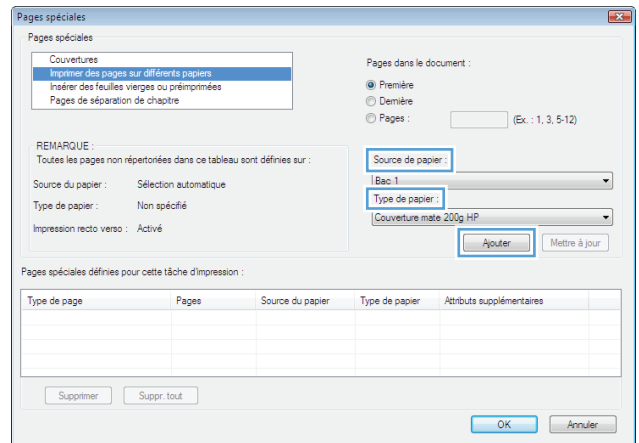 Pages spéciales
Pages spéciales
Couvertures
Imprimer des pages sur différents papiers
Insérer des feuilles vierges ou préimprimées
Pages de séparation de chapitre
Pages dans le document :
Première
Dernière
Pages : (Ex. : 1, 3, 5-12)
REMARQUE :
Toutes les pages non répertoriées dans ce tableau sont définies sur :
Source du papier : Sélection automatique
Type de papier : Non spécifié
Impression recto verso : Activé
Source de papier :
Bac 1
Type de papier :
Couverture mate 200g HP
Ajouter Mettre à jour
Pages spéciales définies pour cette tâche d'impression :
Type de page Pages Source du papier Type de papier Attributs supplémentaires
Supprimer Suppr. tout
OK Annuler